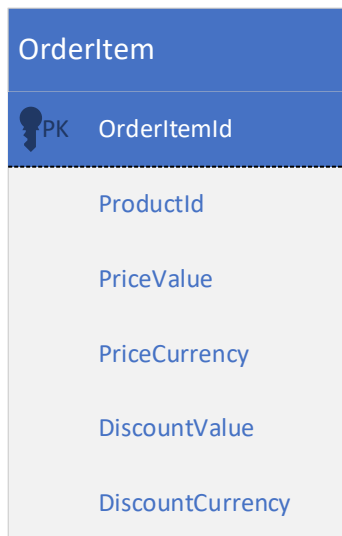 OrderItem
PK OrderItemId
ProductId
PriceValue
PriceCurrency
DiscountValue
DiscountCurrency